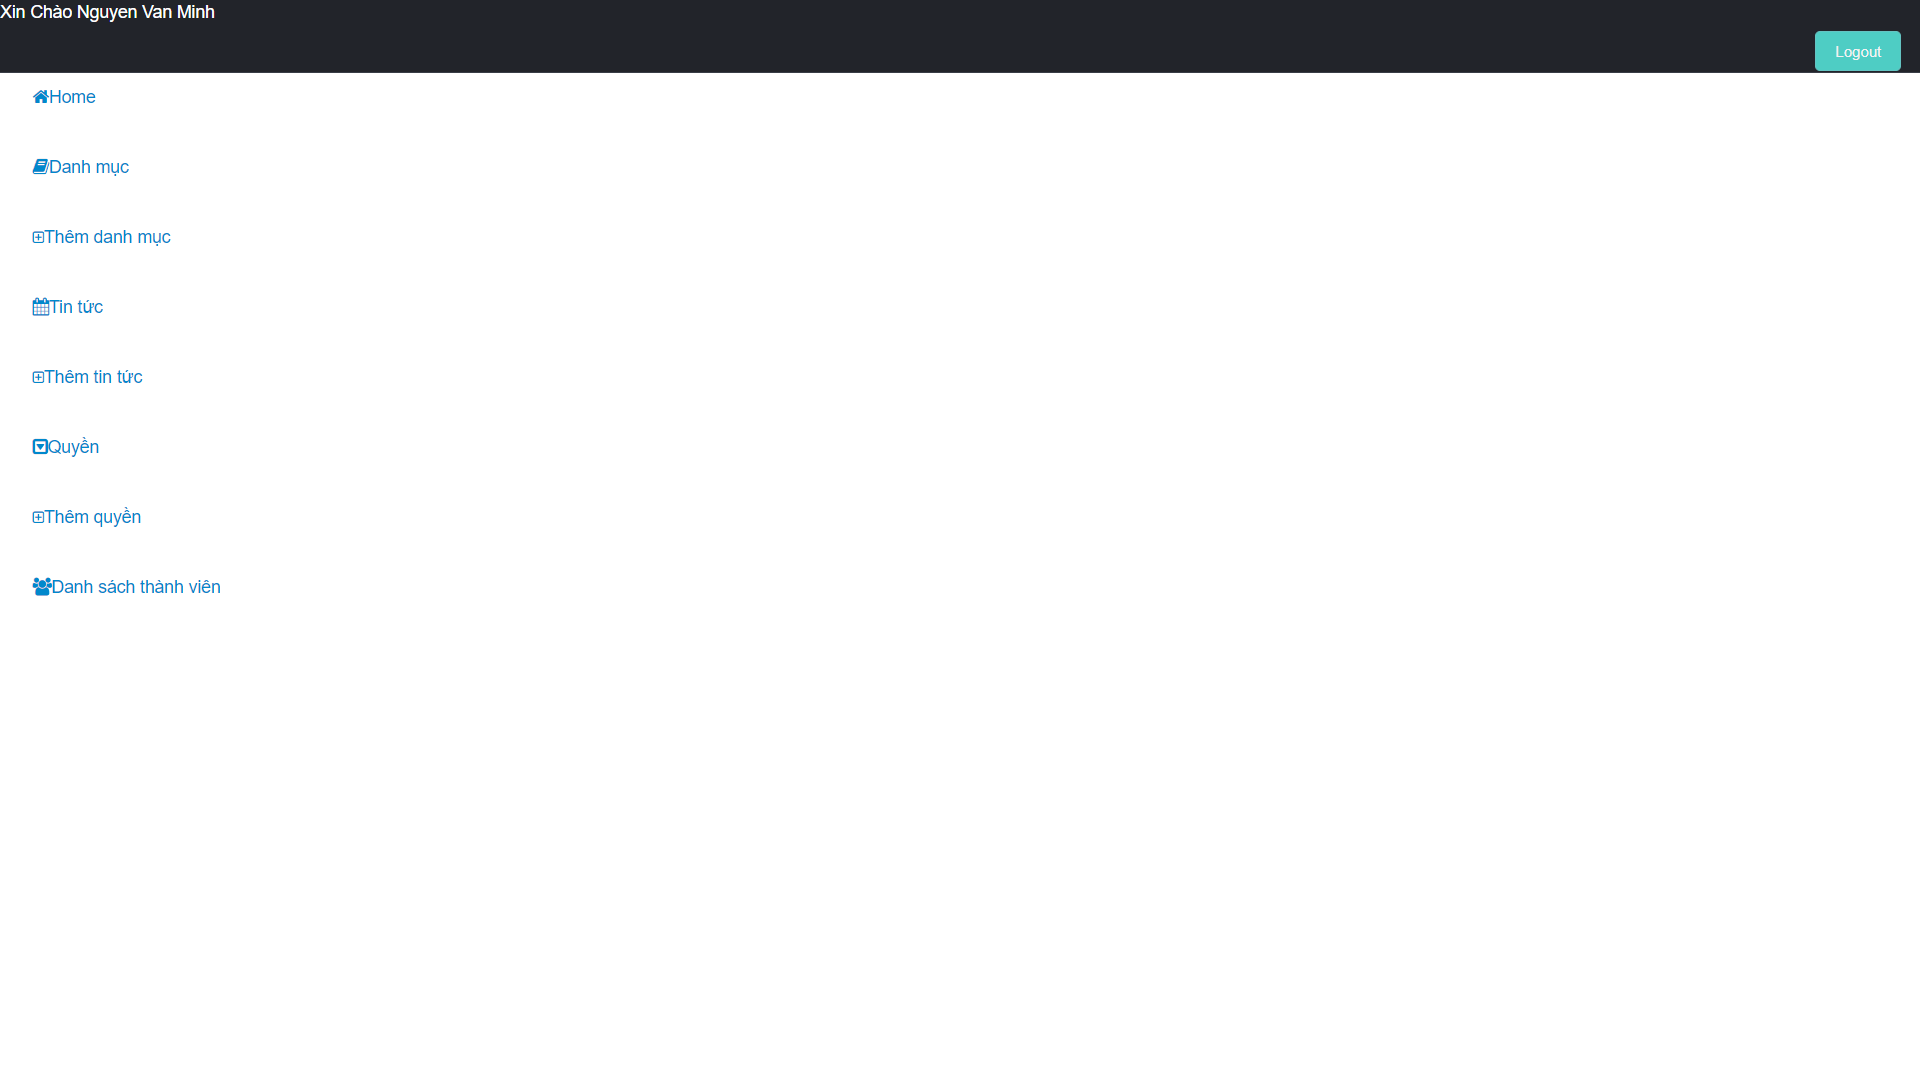 Xin Chào Nguyen Van Minh
Logout
Home
Danh mục
Thêm danh mục
Tin tức
Thêm tin tức
Quyền
Thêm quyền
Danh sách thành viên